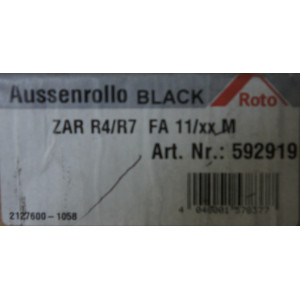 Aussenrollo BLACK
Roto
ZAR R4/R7 FA 11/xx M
Art. Nr.: 592919
2127600-1058